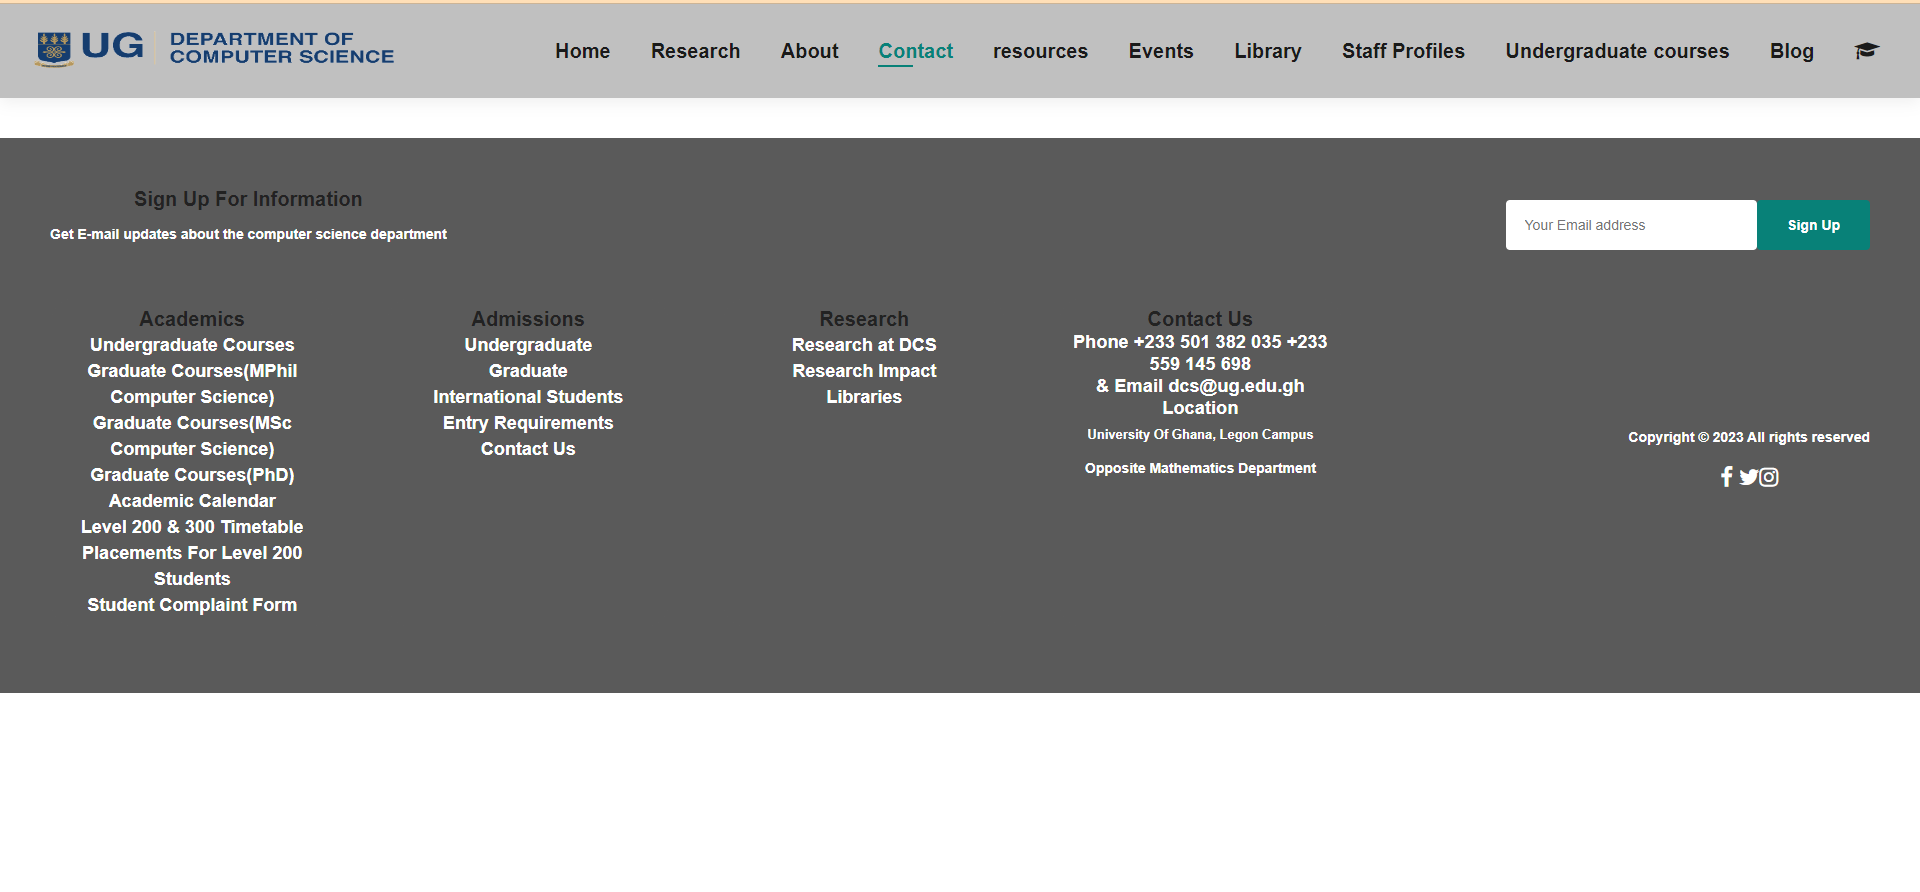 UG
DEPARTMENT OF
COMPUTER SCIENCE
Home
Research
About
Contact
resources
Events
Library
Staff Profiles
Undergraduate courses
Blog
Sign Up For Information
Get E-mail updates about the computer science department
Your Email address
Sign Up
Academics
Undergraduate Courses
Graduate Courses(MPhil
Computer Science)
Graduate Courses(MSc
Computer Science)
Graduate Courses(PhD)
Academic Calendar
Level 200 & 300 Timetable
Placements For Level 200
Students
Student Complaint Form
Admissions
Undergraduate
Graduate
International Students
Entry Requirements
Contact Us
Research
Research at DCS
Research Impact
Libraries
Contact Us
Phone +233 501 382 035 +233
559 145 698
& Email dcs@ug.edu.gh
Location
University Of Ghana, Legon Campus
Opposite Mathematics Department
Copyright © 2023 All rights reserved